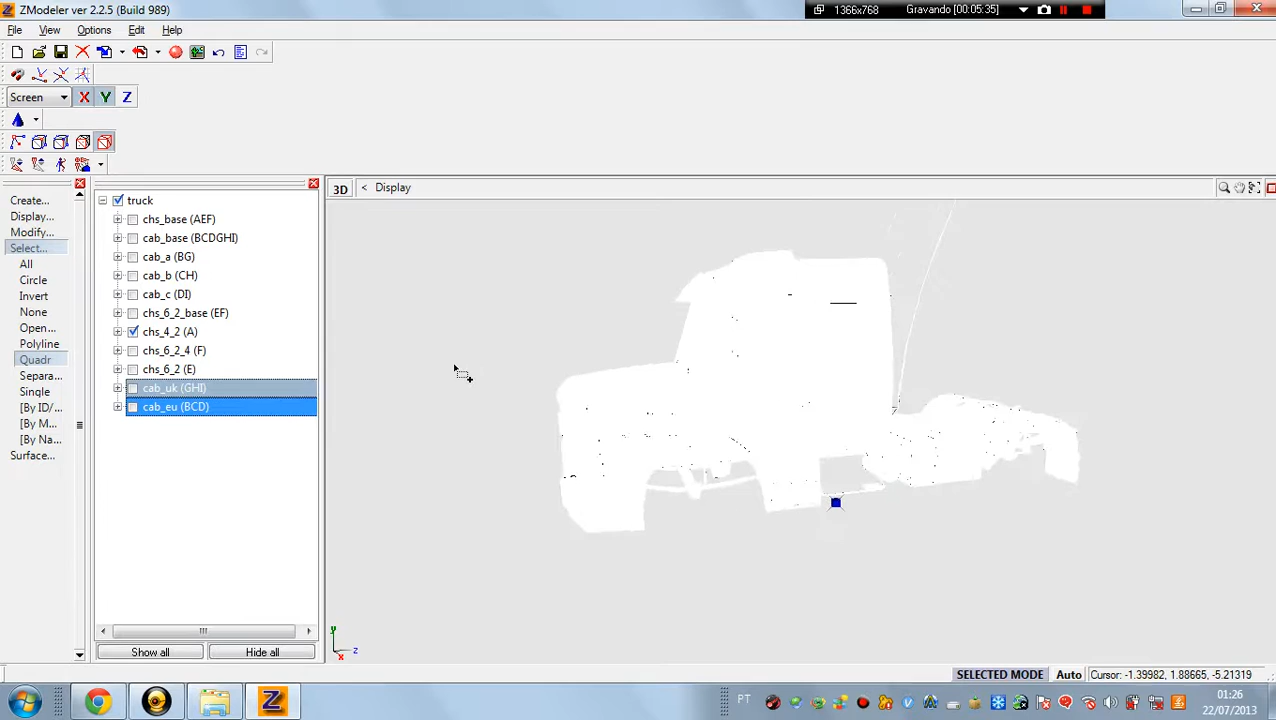 ZModeler ver 2.2.5 (Build 989)
1366x768
Gravando [00:05:35]
File View Options Edit Help
Screen
X Y Z
3D < Display
Create...
Display...
Modify...
Select...
All
Circle
Invert
None
Open...
Polyline
Quadr
Separa...
Single
[By ID/
[By M...
[By Na...
Surface...
truck
chs_base (AEF)
cab_base (BCDGHI)
cab_a (BG)
cab_b (CH)
cab_c (DI)
chs_6_2_base (EF)
chs_4_2 (A)
chs_6_2_4 (F)
chs_6_2 (E)
cab_uk (GHI)
cab_eu (BCD)
Show all
Hide all
y
z
x
SELECTED MODE Auto Cursor: -1.39982, 1.88665, -5.21319
PT
01:26
22/07/2013